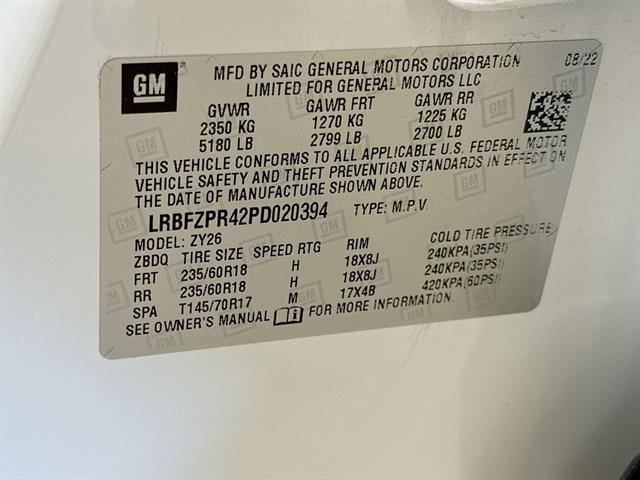 GM
MFD BY SAIC GENERAL MOTORS CORPORATION 08/22
LIMITED FOR GENERAL MOTORS LLC
GVWR GAWR FRT GAWR RR
2350 KG 1270 KG 1225 KG
5180 LB 2799 LB 2700 LB
THIS VEHICLE CONFORMS TO ALL APPLICABLE U.S. FEDERAL MOTOR
VEHICLE SAFETY AND THEFT PREVENTION STANDARDS IN EFFECT ON
THE DATE OF MANUFACTURE SHOWN ABOVE.
LRBFZPR42PD020394 TYPE: M.P.V
MODEL: ZY26
ZBDQ TIRE SIZE SPEED RTG RIM COLD TIRE PRESSURE
FRT 235/60R18 H 18X8J 240KPA(35PSI)
RR 235/60R18 H 18X8J 240KPA(35PSI)
SPA T145/70R17 M 17X4B 420KPA(60PSI)
SEE OWNER'S MANUAL FOR MORE INFORMATION